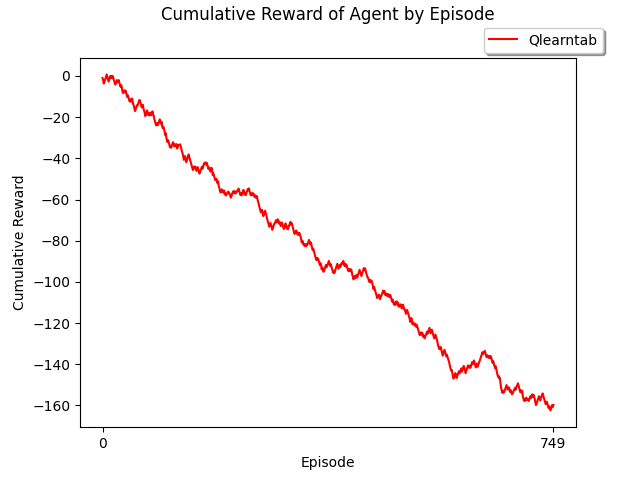 Cumulative Reward of Agent by Episode
Qlearntab
0
−20
−40
−60
−80
−100
−120
−140
−160
Cumulative Reward
0
749
Episode